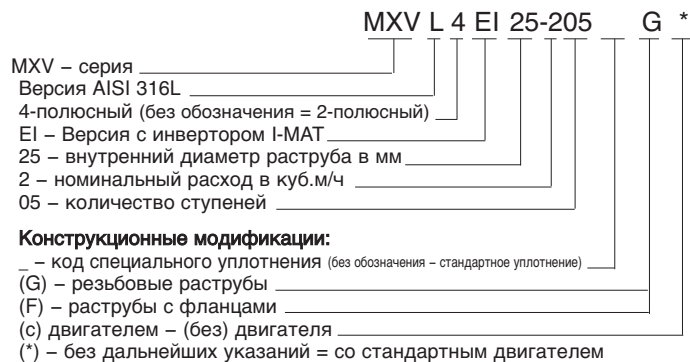 MXV L 4 EI 25-205 _ G *
MXV – серия
Версия AISI 316L
4-полюсный (без обозначения = 2-полюсный)
EI – Версия с инвертором I-MAT
25 – внутренний диаметр раструба в мм
2 – номинальный расход в куб.м/ч
05 – количество ступеней
Конструкционные модификации:
_ – код специального уплотнения (без обозначения – стандартное уплотнение)
(G) – резьбовые раструбы
(F) – раструбы с фланцами
(с) двигателем – (без) двигателя
(*) – без дальнейших указаний = со стандартным двигателем